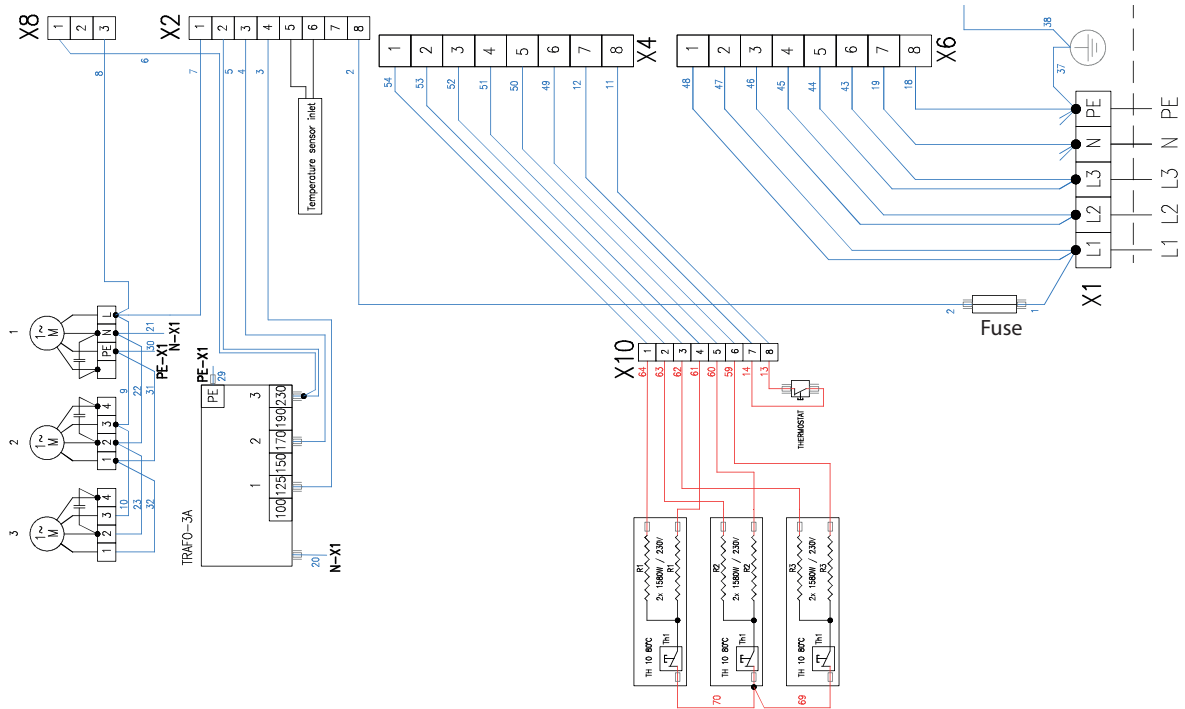 X8
1
2
3
X2
1
2
3
4
5
6
7
8
1
2
3
4
5
6
7
8
X4
1
2
3
4
5
6
7
8
X6
38
37
8
6
7
5
4
3
2
54
53
52
51
50
49
12
11
48
47
46
45
44
43
19
18
Temperature sensor inlet
PE
N
L3
L2
L1
PE
N
L3
L2
L1
X1
2
1
Fuse
1
1~
M
L
N
PE
21
N-X1
30
PE-X1
9
22
31
2
1~
M
4
3
2
1
10
23
32
3
1~
M
4
3
2
1
PE-X1
29
PE
3
230
190
2
170
150
1
125
100
TRAFO-3A
20
N-X1
X10
1
2
3
4
5
6
7
8
64
63
62
61
60
59
14
13
THERMOSTAT
R1
R1
2x 1580W / 230V
TH 10 80°C
Th1
R2
R2
2x 1580W / 230V
TH 10 80°C
Th1
R3
R3
2x 1580W / 230V
TH 10 80°C
Th1
70
69